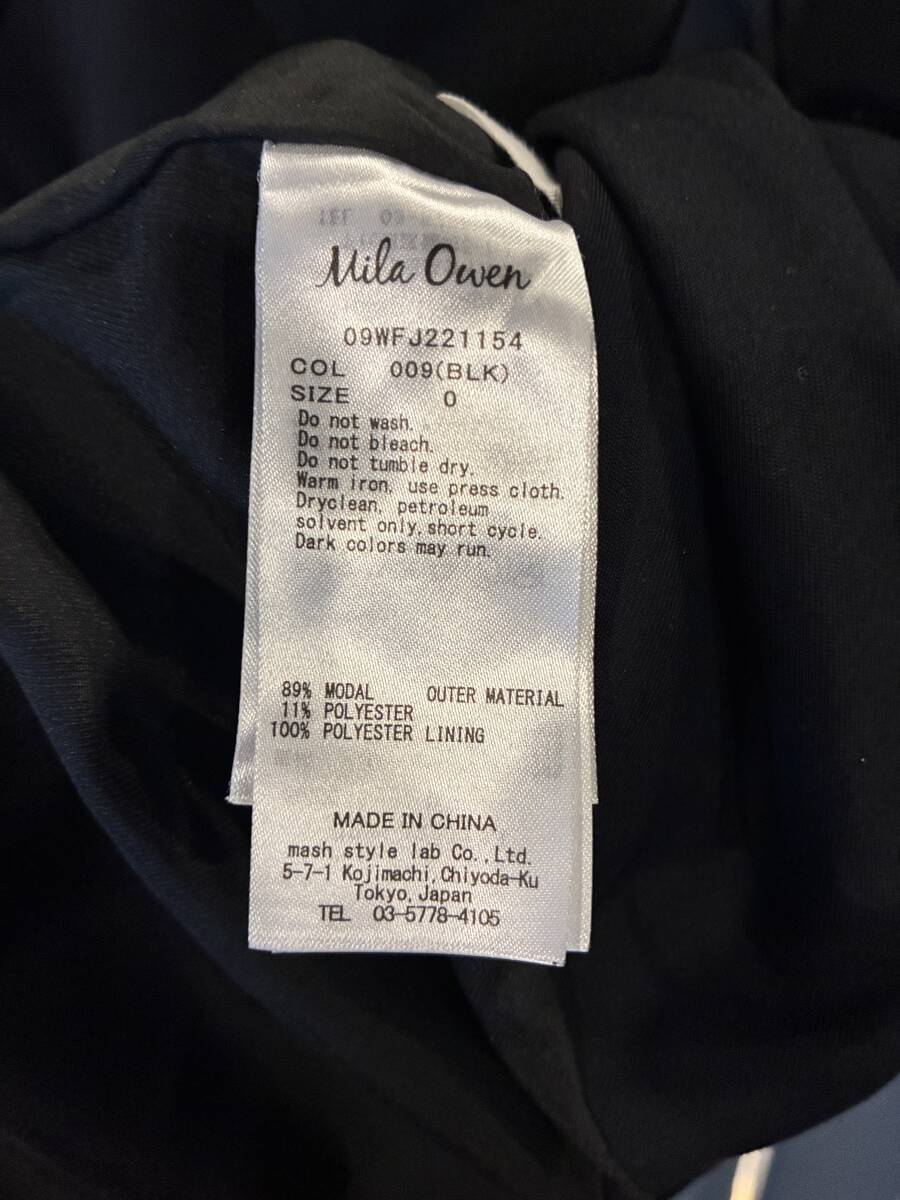 Mila Owen
09WFJ221154
COL 009(BLK)
SIZE 0
Do not wash.
Do not bleach.
Do not tumble dry.
Warm iron, use press cloth.
Dryclean, petroleum
solvent only, short cycle.
Dark colors may run.
89% MODAL OUTER MATERIAL
11% POLYESTER
100% POLYESTER LINING
MADE IN CHINA
mash style lab Co.,Ltd.
5-7-1 Kojimachi,Chiyoda-Ku
Tokyo,Japan
TEL 03-5778-4105